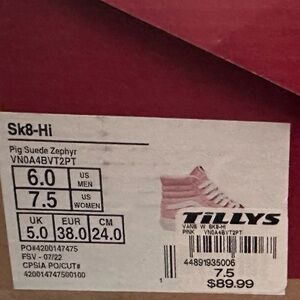 Sk8-Hi
Pig Suede Zephyr
VN0A4BVT2PT
6.0 US MEN
7.5 US WOMEN
UK EUR CM
5.0 38.0 24.0
PO#4200147475
FSV - 07/22
CPSIA PO/CUT#
420014747500100
TiLLYS
VANS W SK8-HI
PINK VN0A4BVT2PT
44891935006
7.5
$89.99